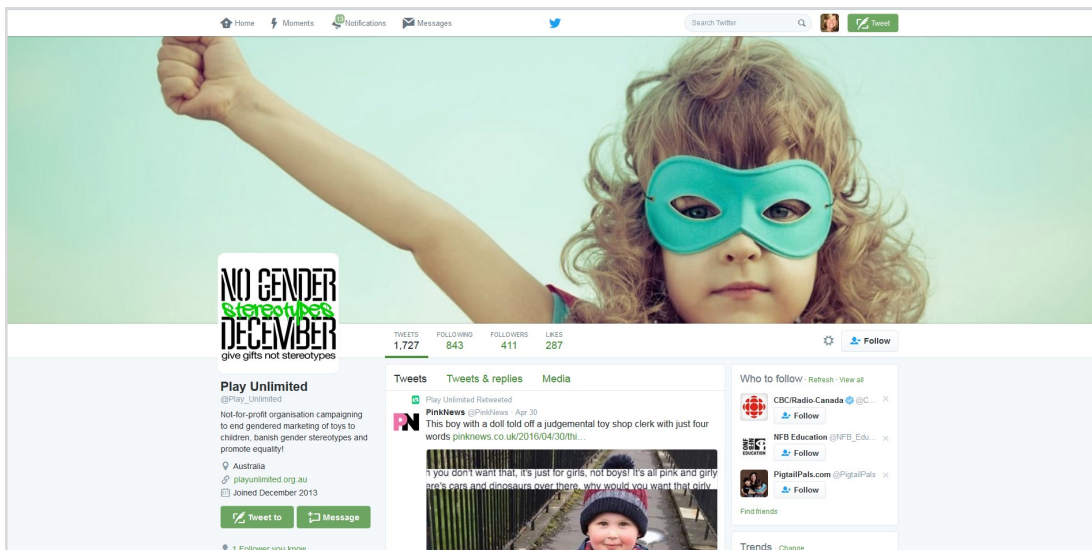 Home Moments 13 Notifications Messages Search Twitter Tweet
NO GENDER
stereotypes
DECEMBER
give gifts not stereotypes
TWEETS FOLLOWING FOLLOWERS LIKES
1,727 843 411 287
Follow
Play Unlimited
@Play_Unlimited
Not-for-profit organisation campaigning
to end gendered marketing of toys to
children, banish gender stereotypes and
promote equality!
Australia
playunlimited.org.au
Joined December 2013
Tweet to Message
1 Follower you know
Tweets Tweets & replies Media
Play Unlimited Retweeted
PN
PinkNews @PinkNews · Apr 30
This boy with a doll told off a judgemental toy shop clerk with just four
words pinknews.co.uk/2016/04/30/thi…
you don't want that, it's just for girls, not boys! It's all pink and girly
ere's cars and dinosaurs over there, why would you want that girly
Who to follow · Refresh · View all
CBC/Radio-Canada @C...
Follow
NFB Education @NFB_Edu...
Follow
PigtailPals.com @PigtailPals
Follow
Find friends
Trends · Change